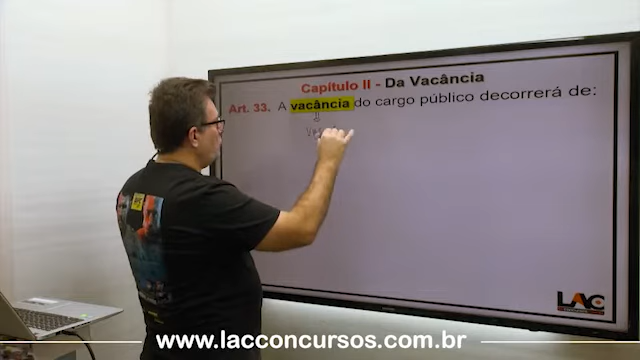 Capítulo II - Da Vacância
Art. 33. A vacância do cargo público decorrerá de:
LAC
www.lacconcursos.com.br